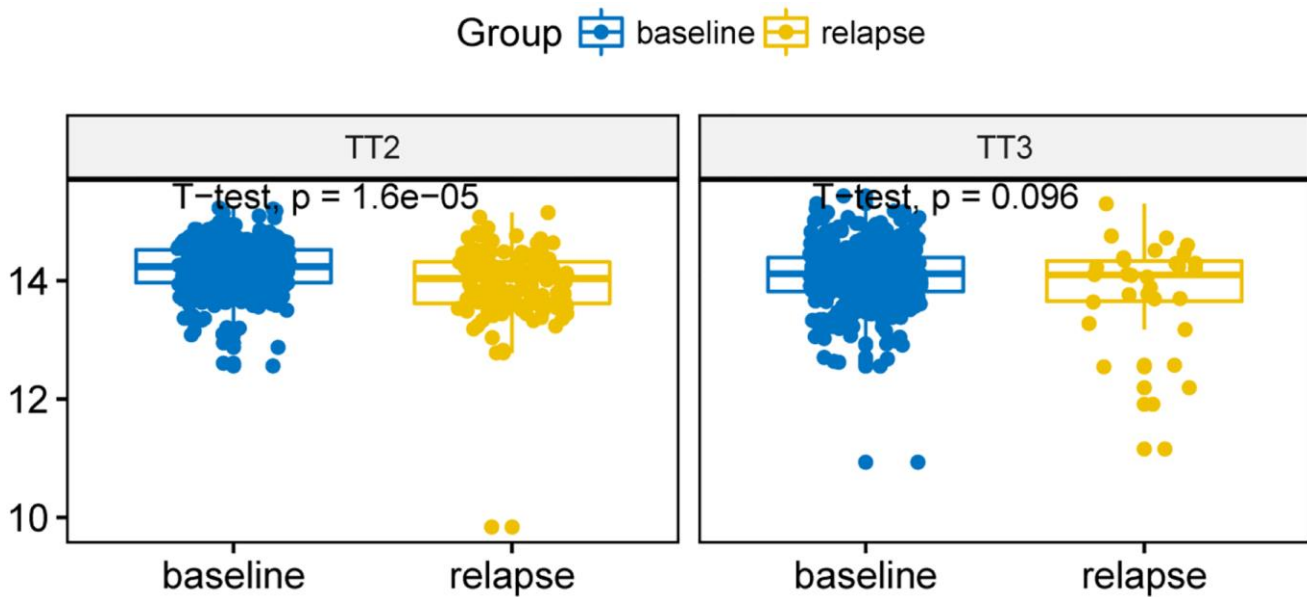 Group baseline relapse
TT2 TT3
T−test, p = 1.6e−05 T−test, p = 0.096
14
12
10
baseline relapse baseline relapse